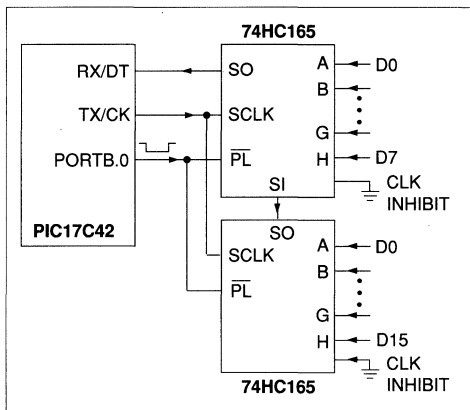 74HC165
RX/DT
SO
A
D0
B
TX/CK
SCLK
G
PORTB.0
PL
H
D7
SI
CLK
INHIBIT
PIC17C42
SO
A
D0
SCLK
B
PL
G
H
D15
CLK
INHIBIT
74HC165